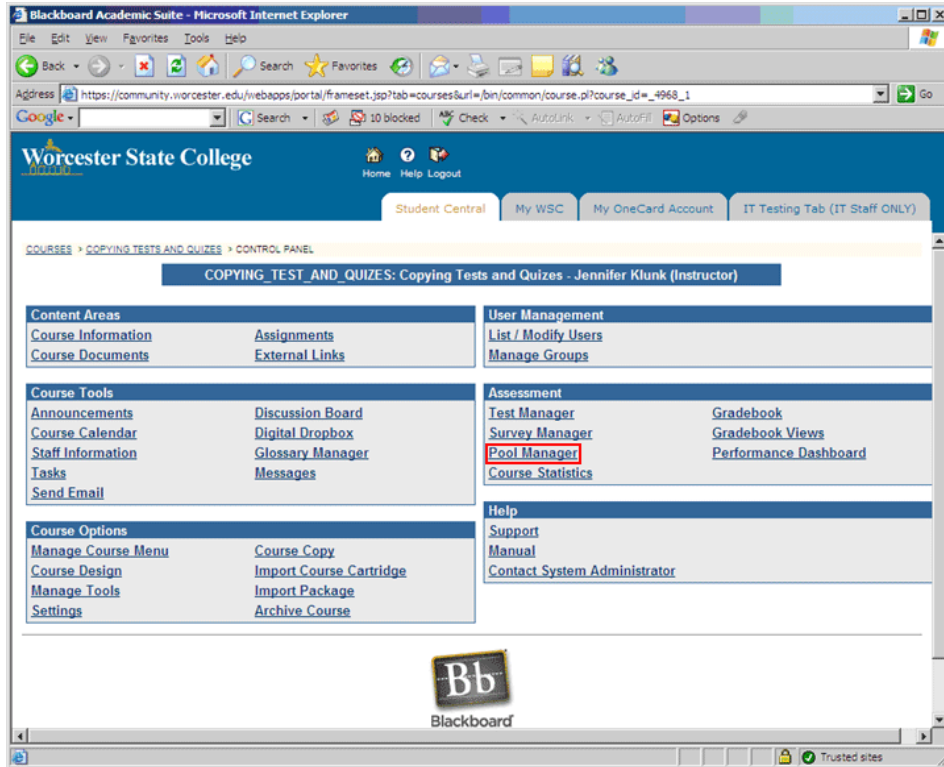 Blackboard Academic Suite - Microsoft Internet Explorer
File Edit View Favorites Tools Help
Back Search Favorites
Address https://community.worcester.edu/webapps/portal/frameset.jsp?tab=courses&url=/bin/common/course.pl?course_id=_4968_1 Go
Google Search 10 blocked Check AutoLink AutoFill Options
Worcester State College
Home Help Logout
Student Central My WSC My OneCard Account IT Testing Tab (IT Staff ONLY)
COURSES > COPYING TESTS AND QUIZES > CONTROL PANEL
COPYING_TEST_AND_QUIZES: Copying Tests and Quizes - Jennifer Klunk (Instructor)
Content Areas
Course Information Assignments
Course Documents External Links
Course Tools
Announcements Discussion Board
Course Calendar Digital Dropbox
Staff Information Glossary Manager
Tasks Messages
Send Email
Course Options
Manage Course Menu Course Copy
Course Design Import Course Cartridge
Manage Tools Import Package
Settings Archive Course
User Management
List / Modify Users
Manage Groups
Assessment
Test Manager Gradebook
Survey Manager Gradebook Views
Pool Manager Performance Dashboard
Course Statistics
Help
Support
Manual
Contact System Administrator
Bb
Blackboard
Trusted sites